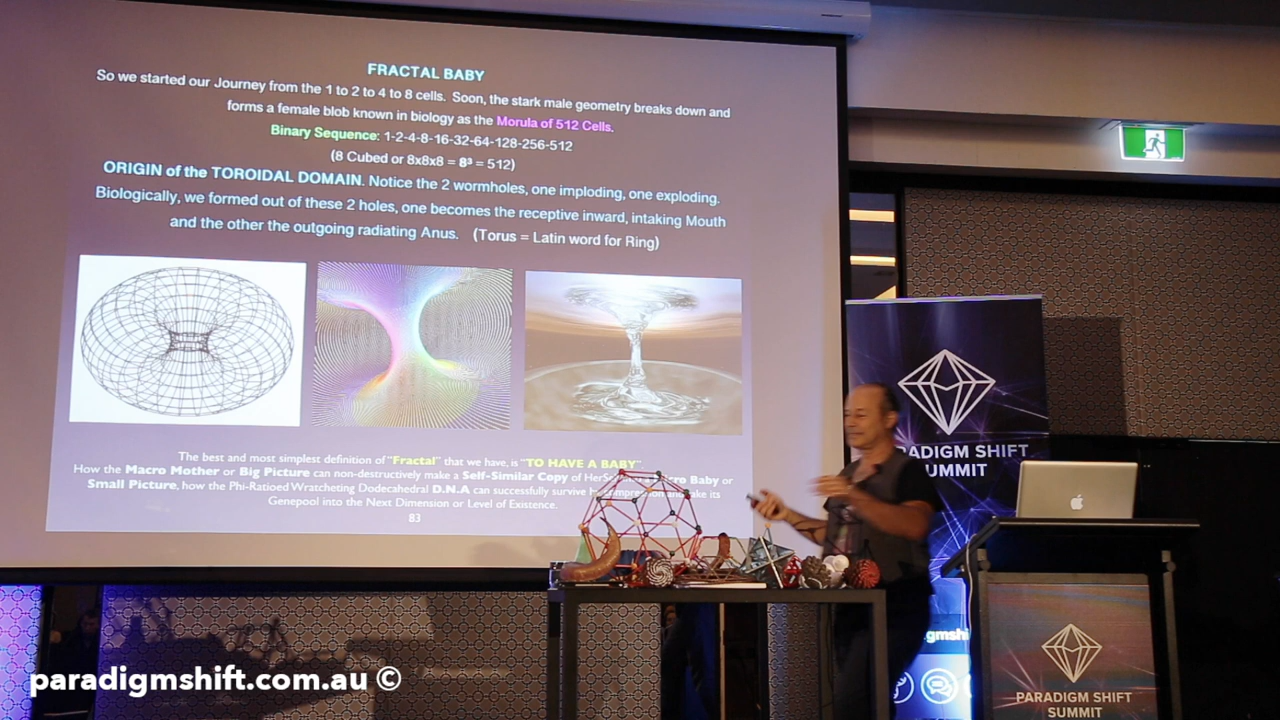 FRACTAL BABY
So we started our Journey from the 1 to 2 to 4 to 8 cells. Soon, the stark male geometry breaks down and
forms a female blob known in biology as the Morula of 512 Cells.
Binary Sequence: 1-2-4-8-16-32-64-128-256-512
(8 Cubed or 8x8x8 = 8³ = 512)
ORIGIN of the TOROIDAL DOMAIN. Notice the 2 wormholes, one imploding, one exploding.
Biologically, we formed out of these 2 holes, one becomes the receptive inward, intaking Mouth
and the other the outgoing radiating Anus. (Torus = Latin word for Ring)
The best and most simplest definition of "Fractal" that we have, is "TO HAVE A BABY"
How the Macro Mother or Big Picture can non-destructively make a Self-Similar Copy of Baby or
Small Picture, how the Phi-Ratioed Wratcheting Dodecahedral D.N.A can successfully survive its
Genepool into the Next Dimension or Level of Existence.
83
PARADIGM SHIFT
SUMMIT
PARADIGM SHIFT
SUMMIT
paradigmshift.com.au ©